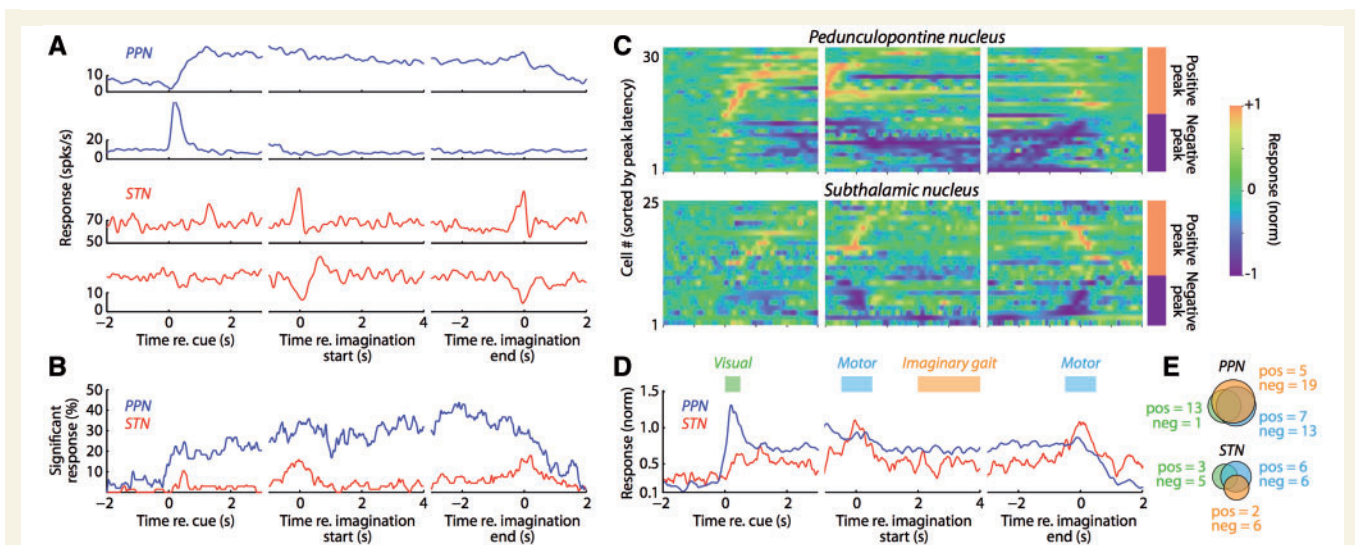 A
PPN
10
0
20
0
Response (spks/s)
STN
70
50
10
0
−2 0 2
Time re. cue (s)
0 2 4
Time re. imagination
start (s)
−2 0 2
Time re. imagination
end (s)
B
50
40
30
20
10
Significant
response (%)
PPN
STN
−2 0 2
Time re. cue (s)
0 2 4
Time re. imagination
start (s)
−2 0 2
Time re. imagination
end (s)
C
Pedunculopontine nucleus
30
1
Positive
peak
Negative
peak
Subthalamic nucleus
25
1
Positive
peak
Negative
peak
Cell # (sorted by peak latency)
+1
0
-1
Response (norm)
D
Visual
Motor
Imaginary gait
Motor
1.5
1.0
0.5
0.1
Response (norm)
PPN
STN
−2 0 2
Time re. cue (s)
0 2 4
Time re. imagination
start (s)
−2 0 2
Time re. imagination
end (s)
E
PPN
pos = 5
neg = 19
pos = 13
neg = 1
pos = 7
neg = 13
STN
pos = 3
neg = 5
pos = 6
neg = 6
pos = 2
neg = 6